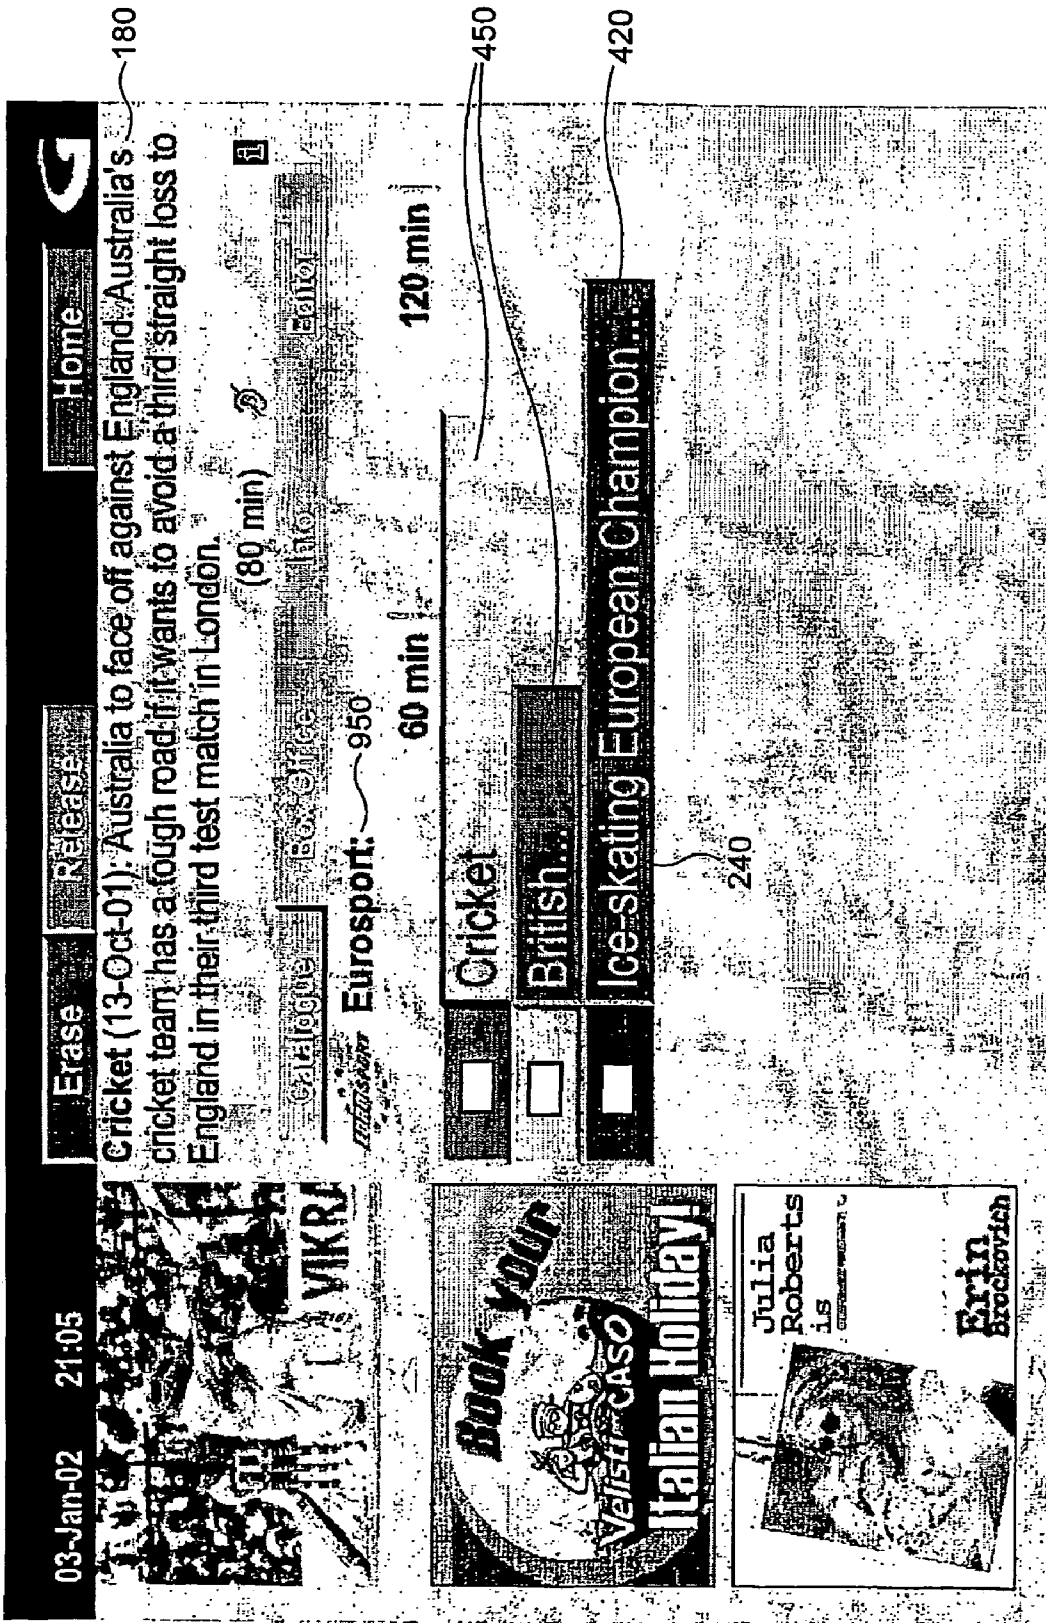 03-Jan-02 21:05
Erase Release Home
180
Cricket (13-Oct-01): Australia to face off against England. Australia's
cricket team has a tough road if it wants to avoid a third straight loss to
England in their third test match in London.
(80 min)
i
VIKRA
Catalogue Box-Office Info Editor
EUROSPORT Eurosport: 950
60 min 120 min
450
Cricket
British...
420
Ice-skating European Champion...
240
Book your
CASO
Italian Holiday!
Julia
Roberts
is
Erin
Brockovich